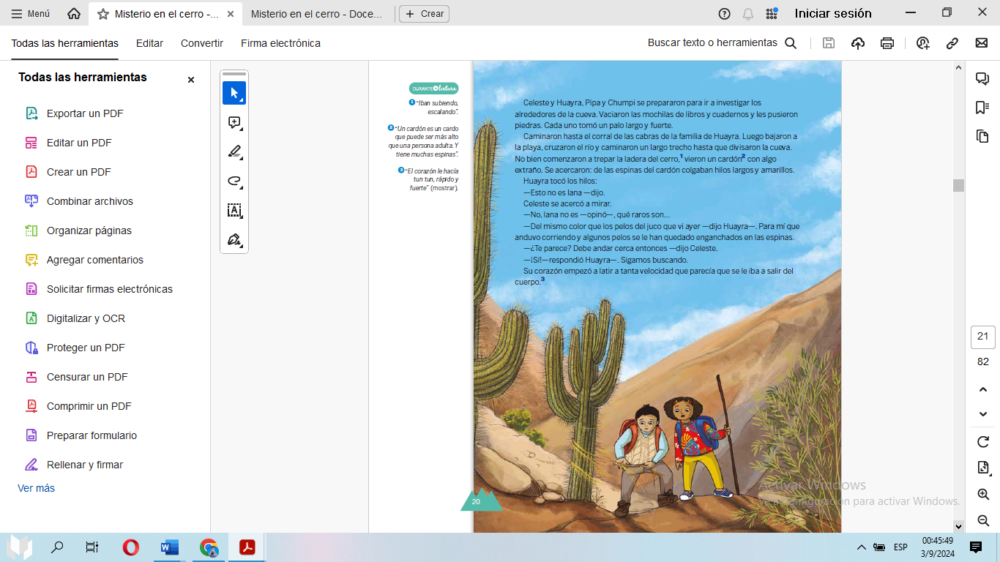 Menú
Misterio en el cerro -...
Misterio en el cerro - Doce...
Crear
Iniciar sesión
Todas las herramientas
Editar
Convertir
Firma electrónica
Buscar texto o herramientas
Todas las herramientas
Exportar un PDF
Editar un PDF
Crear un PDF
Combinar archivos
Organizar páginas
Agregar comentarios
Solicitar firmas electrónicas
Digitalizar y OCR
Proteger un PDF
Censurar un PDF
Comprimir un PDF
Preparar formulario
Rellenar y firmar
Ver más
DURANTE la lectura
1 “Iban subiendo,
escalando”.
2 “Un cardón es un cardo
que puede ser más alto
que una persona adulta. Y
tiene muchas espinas”.
3 “El corazón le hacía
tun tun, rápido y
fuerte” (mostrar).
Celeste y Huayra, Pipa y Chumpi se prepararon para ir a investigar los
alrededores de la cueva. Vaciaron las mochilas de libros y cuadernos y les pusieron
piedras. Cada uno tomó un palo largo y fuerte.
Caminaron hasta el corral de las cabras de la familia de Huayra. Luego bajaron a
la playa, cruzaron el río y caminaron un largo trecho hasta que divisaron la cueva.
No bien comenzaron a trepar la ladera del cerro,1 vieron un cardón2 con algo
extraño. Se acercaron: de las espinas del cardón colgaban hilos largos y amarillos.
Huayra tocó los hilos:
—Esto no es lana —dijo.
Celeste se acercó a mirar.
—No, lana no es —opinó—, qué raros son...
—Del mismo color que los pelos del juco que vi ayer —dijo Huayra—. Para mí que
anduvo corriendo y algunos pelos se le han quedado enganchados en las espinas.
—¿Te parece? Debe andar cerca entonces —dijo Celeste.
—¡Sí!—respondió Huayra—. Sigamos buscando.
Su corazón empezó a latir a tanta velocidad que parecía que se le iba a salir del
cuerpo.3
20
21
82
Activar Windows
configuración para activar Windows.
ESP
00:45:49
3/9/2024